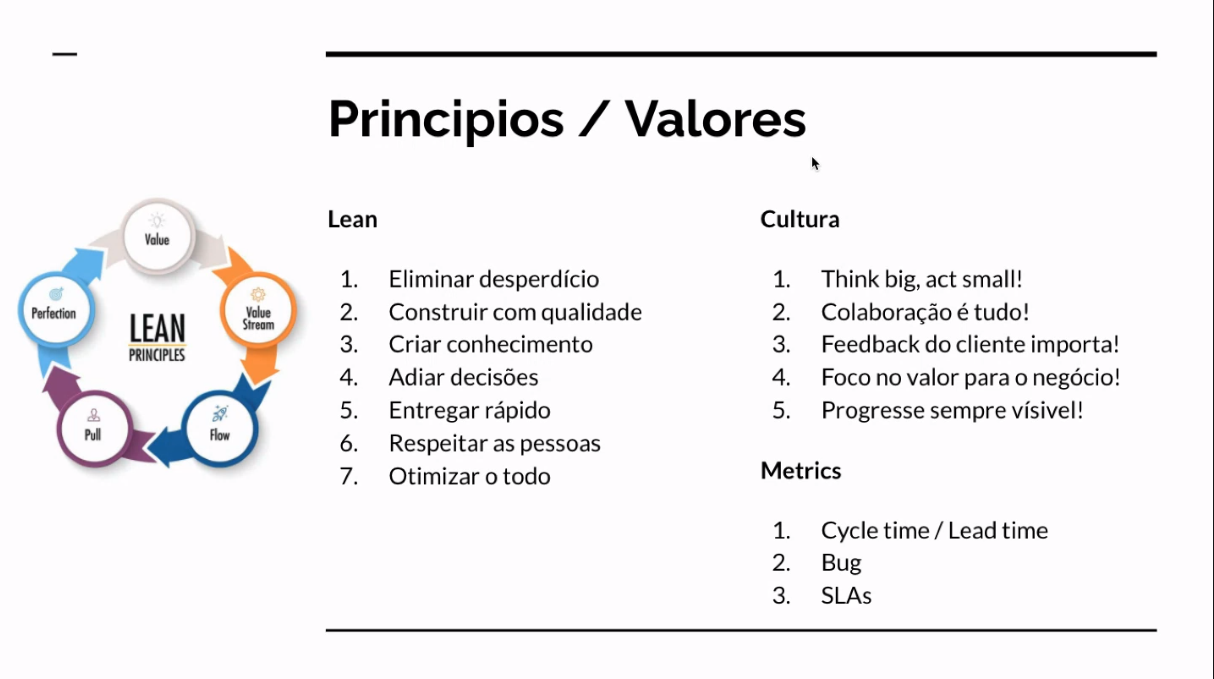 Principios / Valores
Value
Value
Stream
Flow
Pull
Perfection
LEAN
PRINCIPLES
Lean
1. Eliminar desperdício
2. Construir com qualidade
3. Criar conhecimento
4. Adiar decisões
5. Entregar rápido
6. Respeitar as pessoas
7. Otimizar o todo
Cultura
1. Think big, act small!
2. Colaboração é tudo!
3. Feedback do cliente importa!
4. Foco no valor para o negócio!
5. Progresse sempre vísivel!
Metrics
1. Cycle time / Lead time
2. Bug
3. SLAs